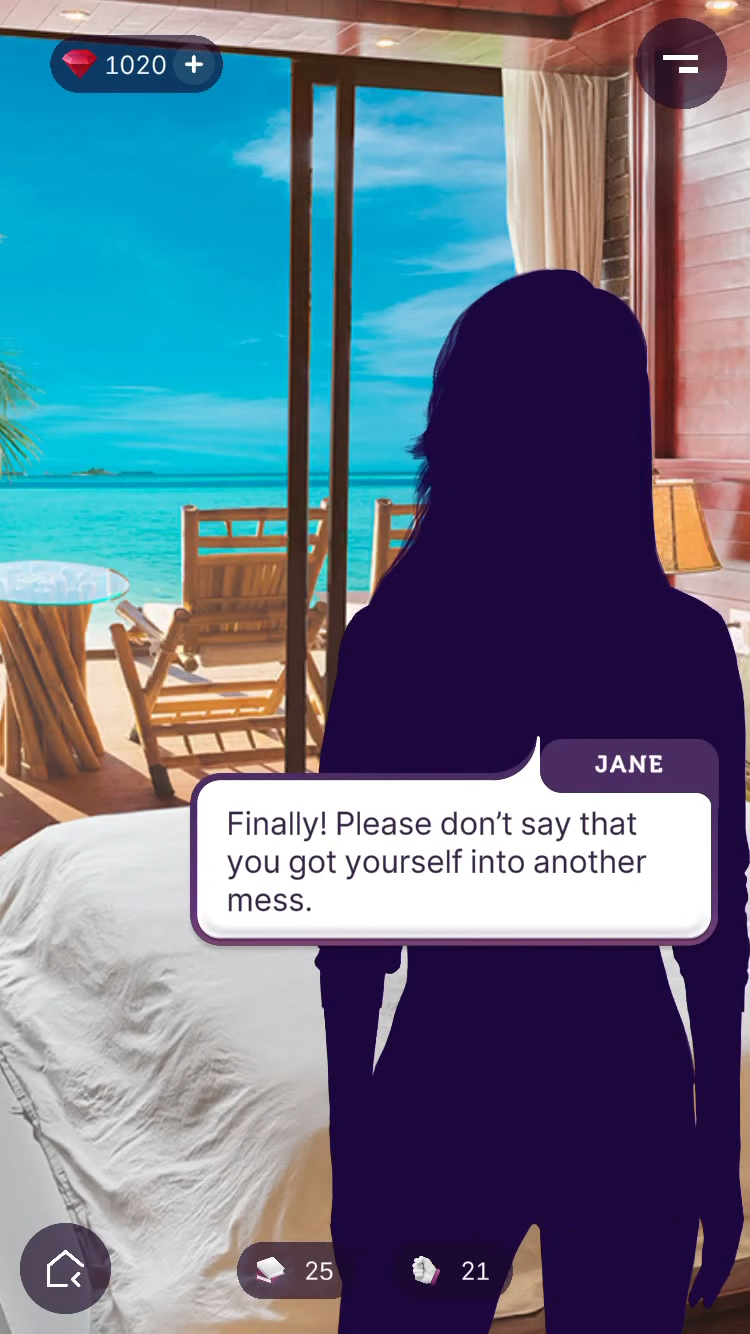 1020 +
JANE
Finally! Please don’t say that
you got yourself into another
mess.
25 21